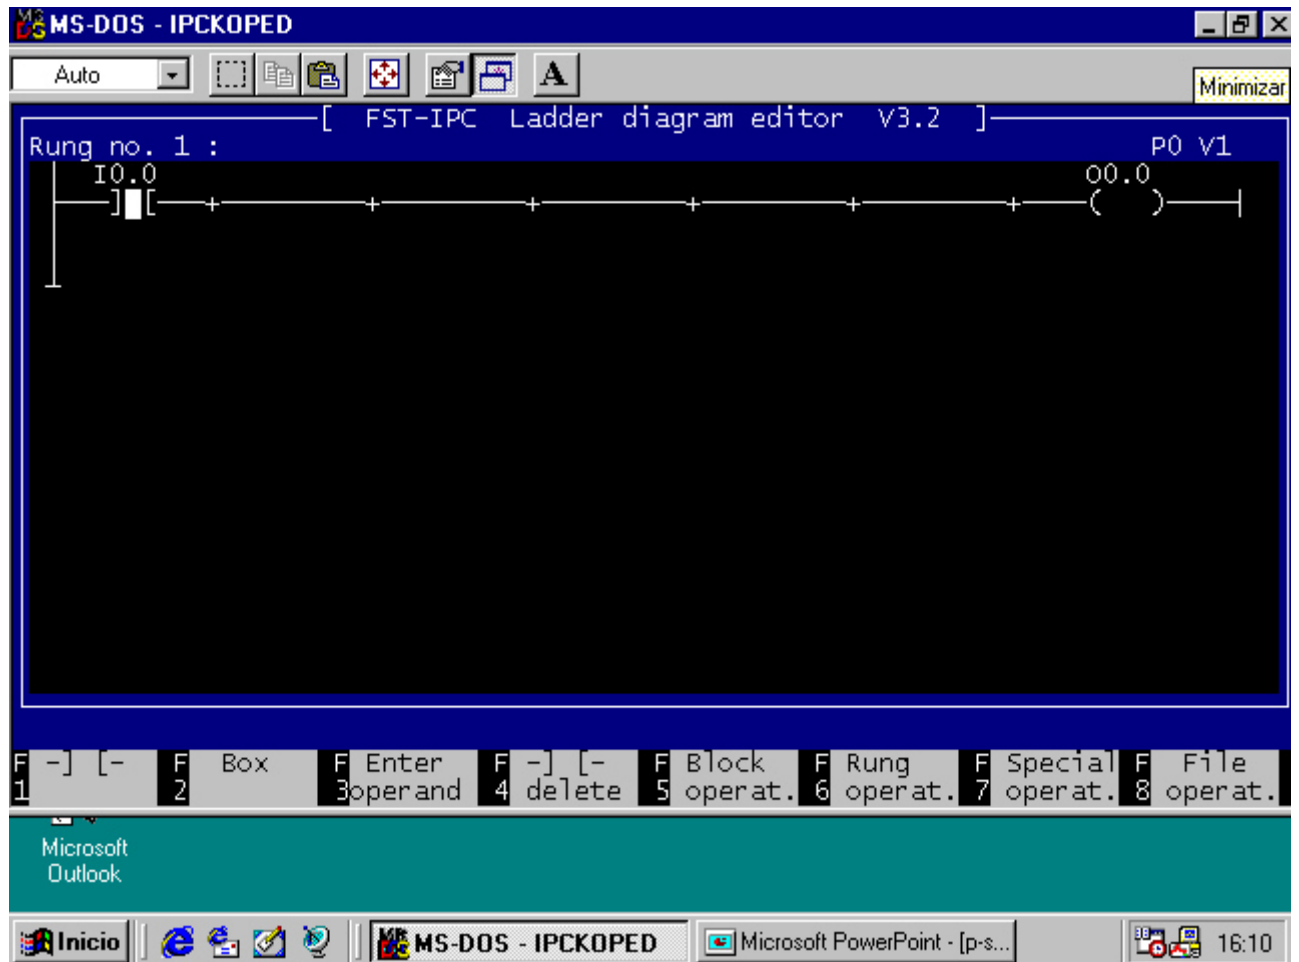 MS-DOS - IPCKOPED
Auto
A
Minimizar
[ FST-IPC Ladder diagram editor V3.2 ]
Rung no. 1 : P0 V1
I0.0 O0.0
] [ + + + + + + ( )
F1 -] [- F2 Box F3 Enter operand F4 -] [- delete F5 Block operat. F6 Rung operat. F7 Special operat. F8 File operat.
Microsoft
Outlook
Inicio MS-DOS - IPCKOPED Microsoft PowerPoint - [p-s... 16:10